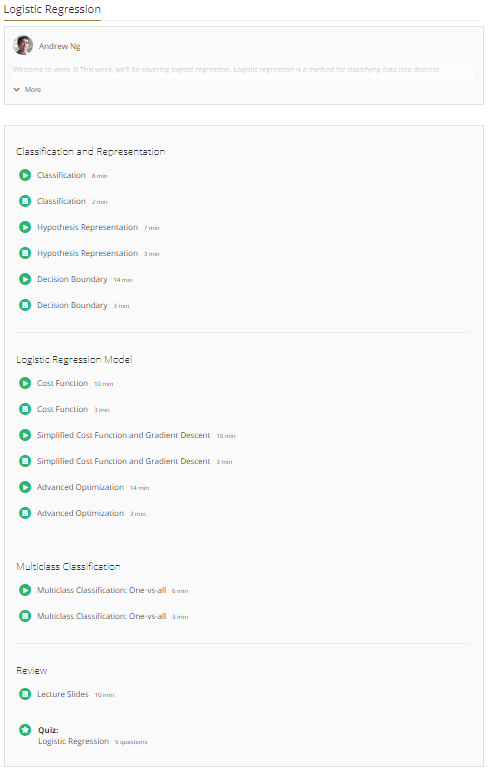 Logistic Regression
Andrew Ng
Welcome to week 3! This week, we'll be covering logistic regression. Logistic regression is a method for classifying data into discrete
More
Classification and Representation
Classification 8 min
Classification 2 min
Hypothesis Representation 7 min
Hypothesis Representation 3 min
Decision Boundary 14 min
Decision Boundary 3 min
Logistic Regression Model
Cost Function 10 min
Cost Function 3 min
Simplified Cost Function and Gradient Descent 10 min
Simplified Cost Function and Gradient Descent 3 min
Advanced Optimization 14 min
Advanced Optimization 3 min
Multiclass Classification
Multiclass Classification: One-vs-all 6 min
Multiclass Classification: One-vs-all 3 min
Review
Lecture Slides 10 min
Quiz:
Logistic Regression 5 questions